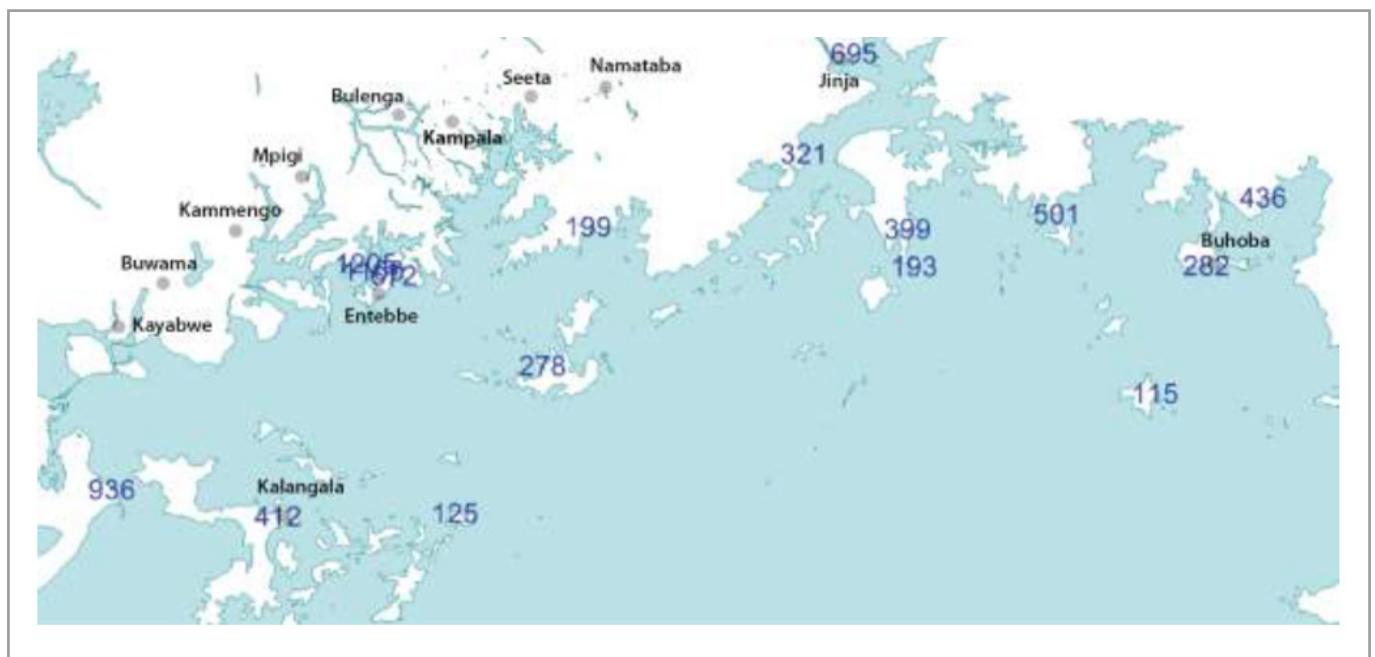 695
Namataba
Seeta
Jinja
Bulenga
Kampala
Mpigi
321
436
Kammengo
501
199
399
Buhoba
Buwama
1205
193
282
Entebbe
Kayabwe
278
115
Kalangala
936
412
125